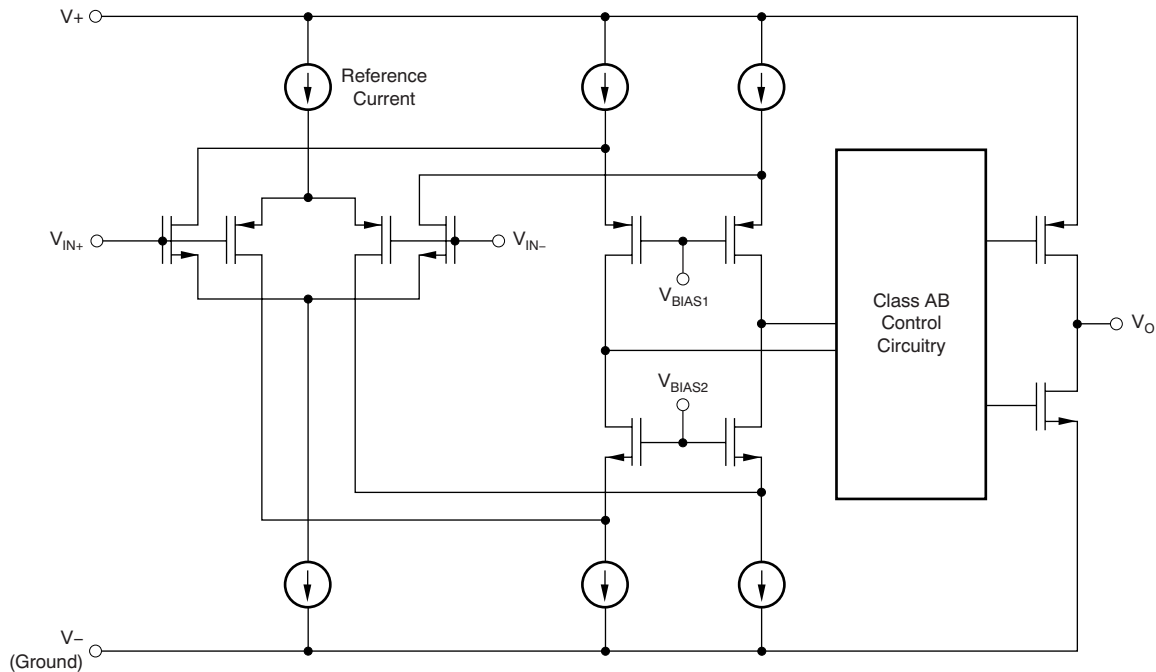 V+
Reference
Current
VIN+
VIN−
VBIAS1
Class AB
Control
Circuitry
VO
VBIAS2
V−
(Ground)